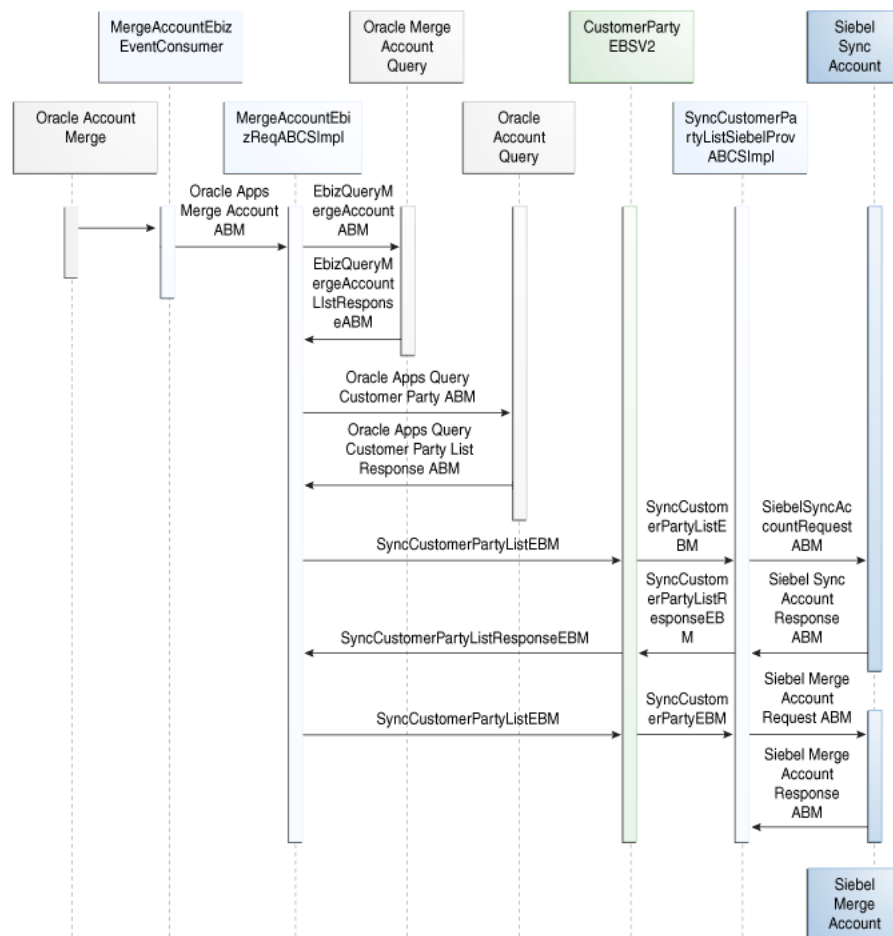 MergeAccountEbiz
EventConsumer
Oracle Merge
Account
Query
CustomerParty
EBSV2
Siebel
Sync
Account
Oracle Account
Merge
MergeAccountEbi
zReqABCSImpl
Oracle
Account
Query
SyncCustomerPa
rtyListSiebelProv
ABCSImpl
Oracle Apps
Merge Account
ABM
EbizQueryM
ergeAccount
ABM
EbizQueryM
ergeAccount
LIstRespons
eABM
Oracle Apps Query
Customer Party ABM
Oracle Apps Query
Customer Party List
Response ABM
SyncCustomerPartyListEBM
SyncCustom
erPartyListE
BM
SiebelSyncAc
countRequest
ABM
SyncCustomerPartyListResponseEBM
SyncCustom
erPartyListR
esponseEB
M
Siebel Sync
Account
Response
ABM
SyncCustomerPartyListEBM
SyncCustom
erPartyEBM
Siebel Merge
Account
Request ABM
Siebel Merge
Account
Response
ABM
Siebel
Merge
Account